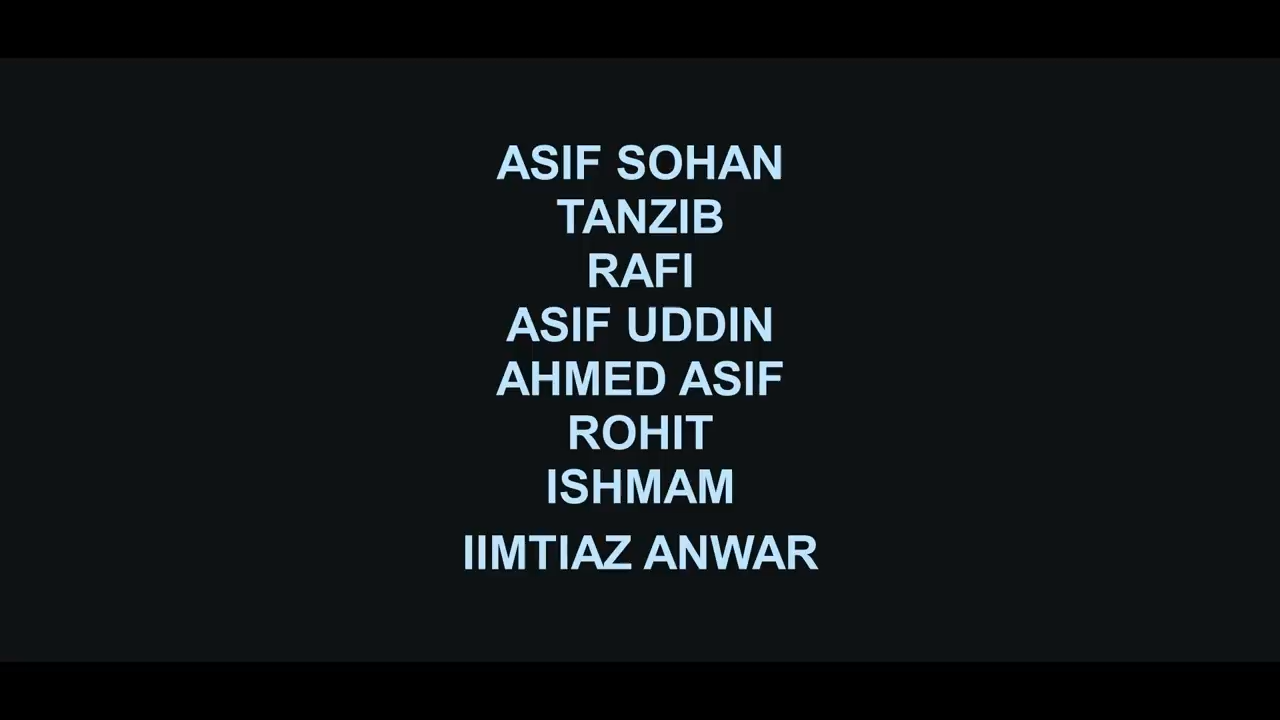 ASIF SOHAN
TANZIB
RAFI
ASIF UDDIN
AHMED ASIF
ROHIT
ISHMAM
IIMTIAZ ANWAR